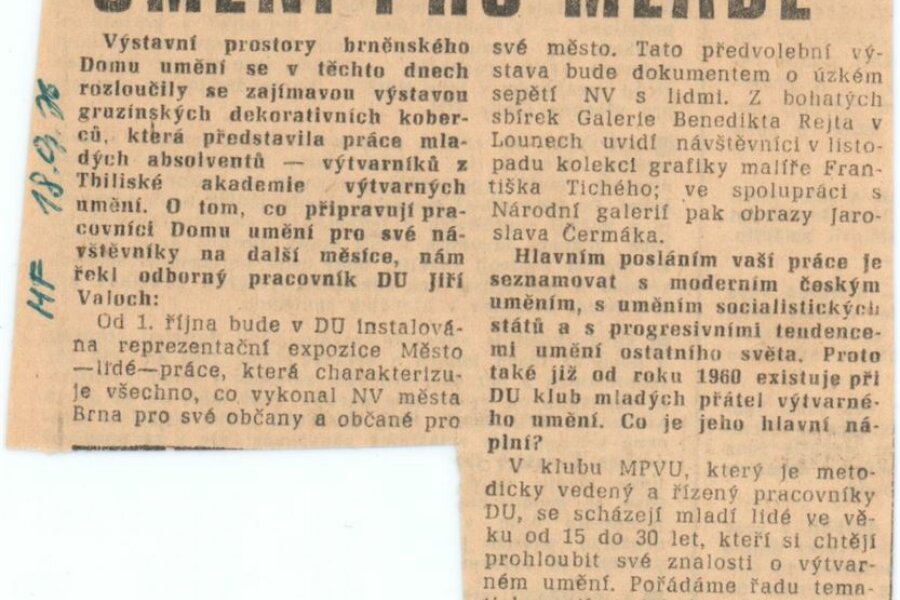 UMĚNÍ PRO MLADÉ
Výstavní prostory brněnského
Domu umění se v těchto dnech
rozloučily se zajímavou výstavou
gruzínských dekorativních kober-
ců, která představila práce mla-
dých absolventů — výtvarníků z
Tbiliské akademie výtvarných
umění. O tom, co připravují pra-
covníci Domu umění pro své ná-
vštěvníky na další měsíce, nám
řekl odborný pracovník DU Jiří
Valoch:
Od 1. října bude v DU instalová-
na reprezentační expozice Město
—lidé—práce, která charakterizu-
je všechno, co vykonal NV města
Brna pro své občany a občané pro
své město. Tato předvolební vý-
stava bude dokumentem o úzkém
sepětí NV s lidmi. Z bohatých
sbírek Galerie Benedikta Rejta v
Lounech uvidí návštěvníci v listo-
padu kolekci grafiky malíře Fran-
tiška Tichého; ve spolupráci s
Národní galerií pak obrazy Jaro-
slava Čermáka.
Hlavním posláním vaší práce je
seznamovat s moderním českým
uměním, s uměním socialistických
států a s progresivními tendence-
mi umění ostatního světa. Proto
také již od roku 1960 existuje při
DU klub mladých přátel výtvarné-
ho umění. Co je jeho hlavní ná-
plní?
V klubu MPVU, který je meto-
dicky vedený a řízený pracovníky
DU, se scházejí mladí lidé ve vě-
ku od 15 do 30 let, kteří si chtějí
prohloubit své znalosti o výtvar-
ném umění. Pořádáme řadu tema-
HF 18. 9. 76